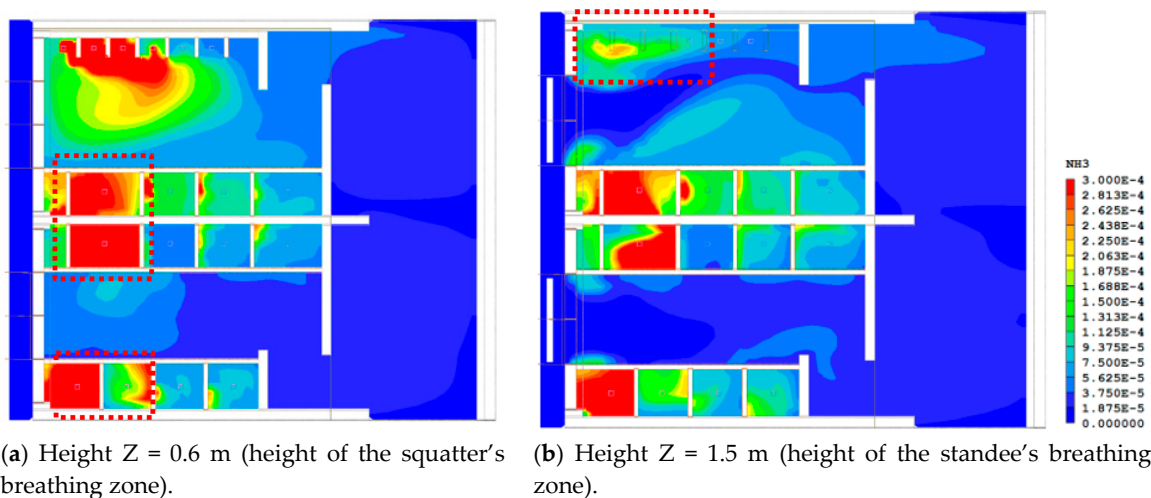 NH3
3.000E-4
2.813E-4
2.625E-4
2.438E-4
2.250E-4
2.063E-4
1.875E-4
1.688E-4
1.500E-4
1.313E-4
1.125E-4
9.375E-5
7.500E-5
5.625E-5
3.750E-5
1.875E-5
0.000000
(a) Height Z = 0.6 m (height of the squatter's
breathing zone).
(b) Height Z = 1.5 m (height of the standee's breathing
zone).